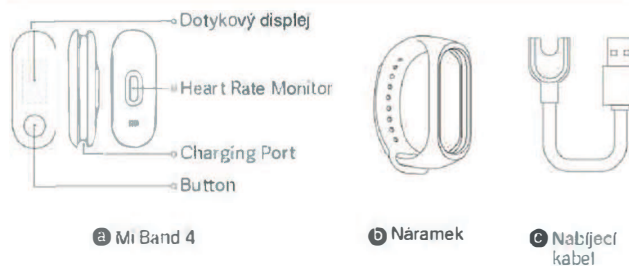 Dotykový displej
Heart Rate Monitor
Charging Port
Button
a Mi Band 4
b Náramek
c Nabíjecí
kabel